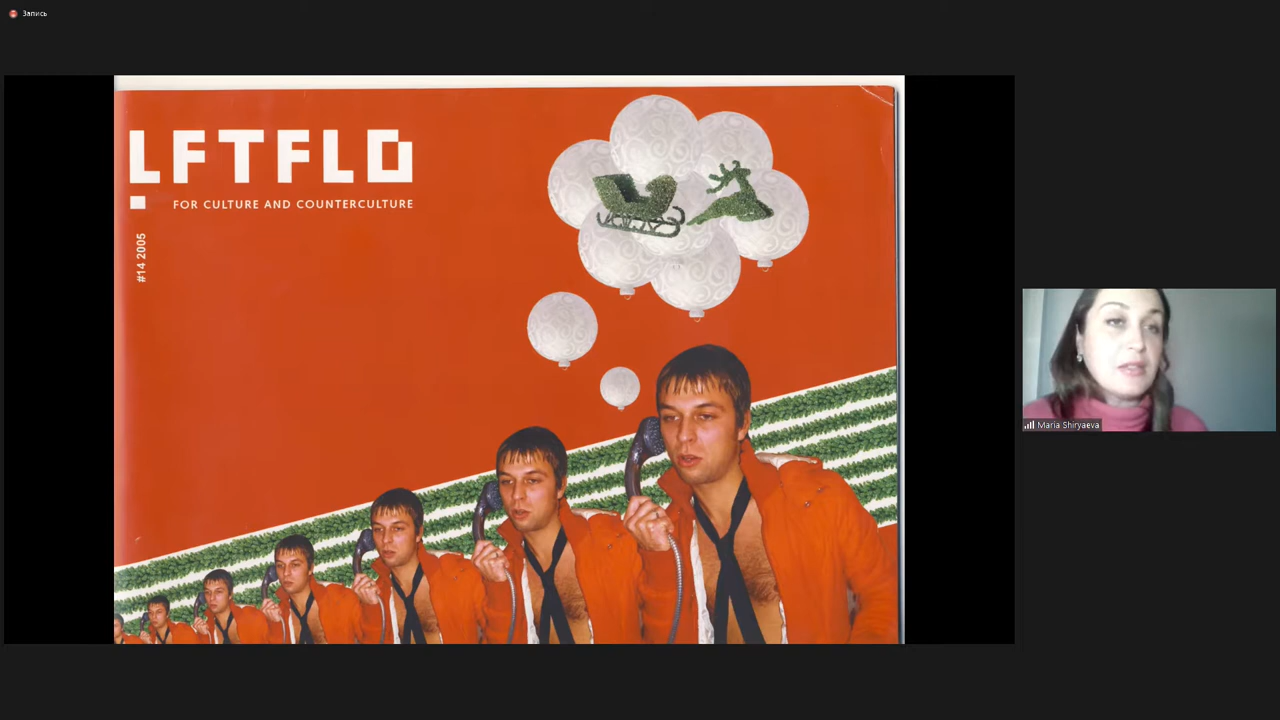 Запись
LFTFLD
FOR CULTURE AND COUNTERCULTURE
#14 2005
Maria Shiryaeva